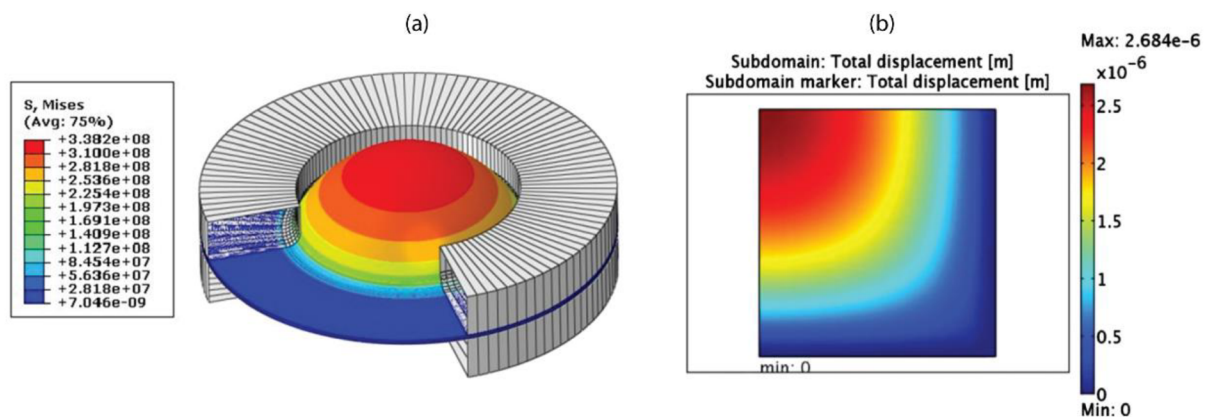 (a)
S, Mises
(Avg: 75%)
+3.382e+08
+3.100e+08
+2.818e+08
+2.536e+08
+2.254e+08
+1.973e+08
+1.691e+08
+1.409e+08
+1.127e+08
+8.454e+07
+5.636e+07
+2.818e+07
+7.046e-09
(b)
Subdomain: Total displacement [m]
Subdomain marker: Total displacement [m]
min: 0
Max: 2.684e-6
×10⁻⁶
2.5
2
1.5
1
0.5
0
Min: 0